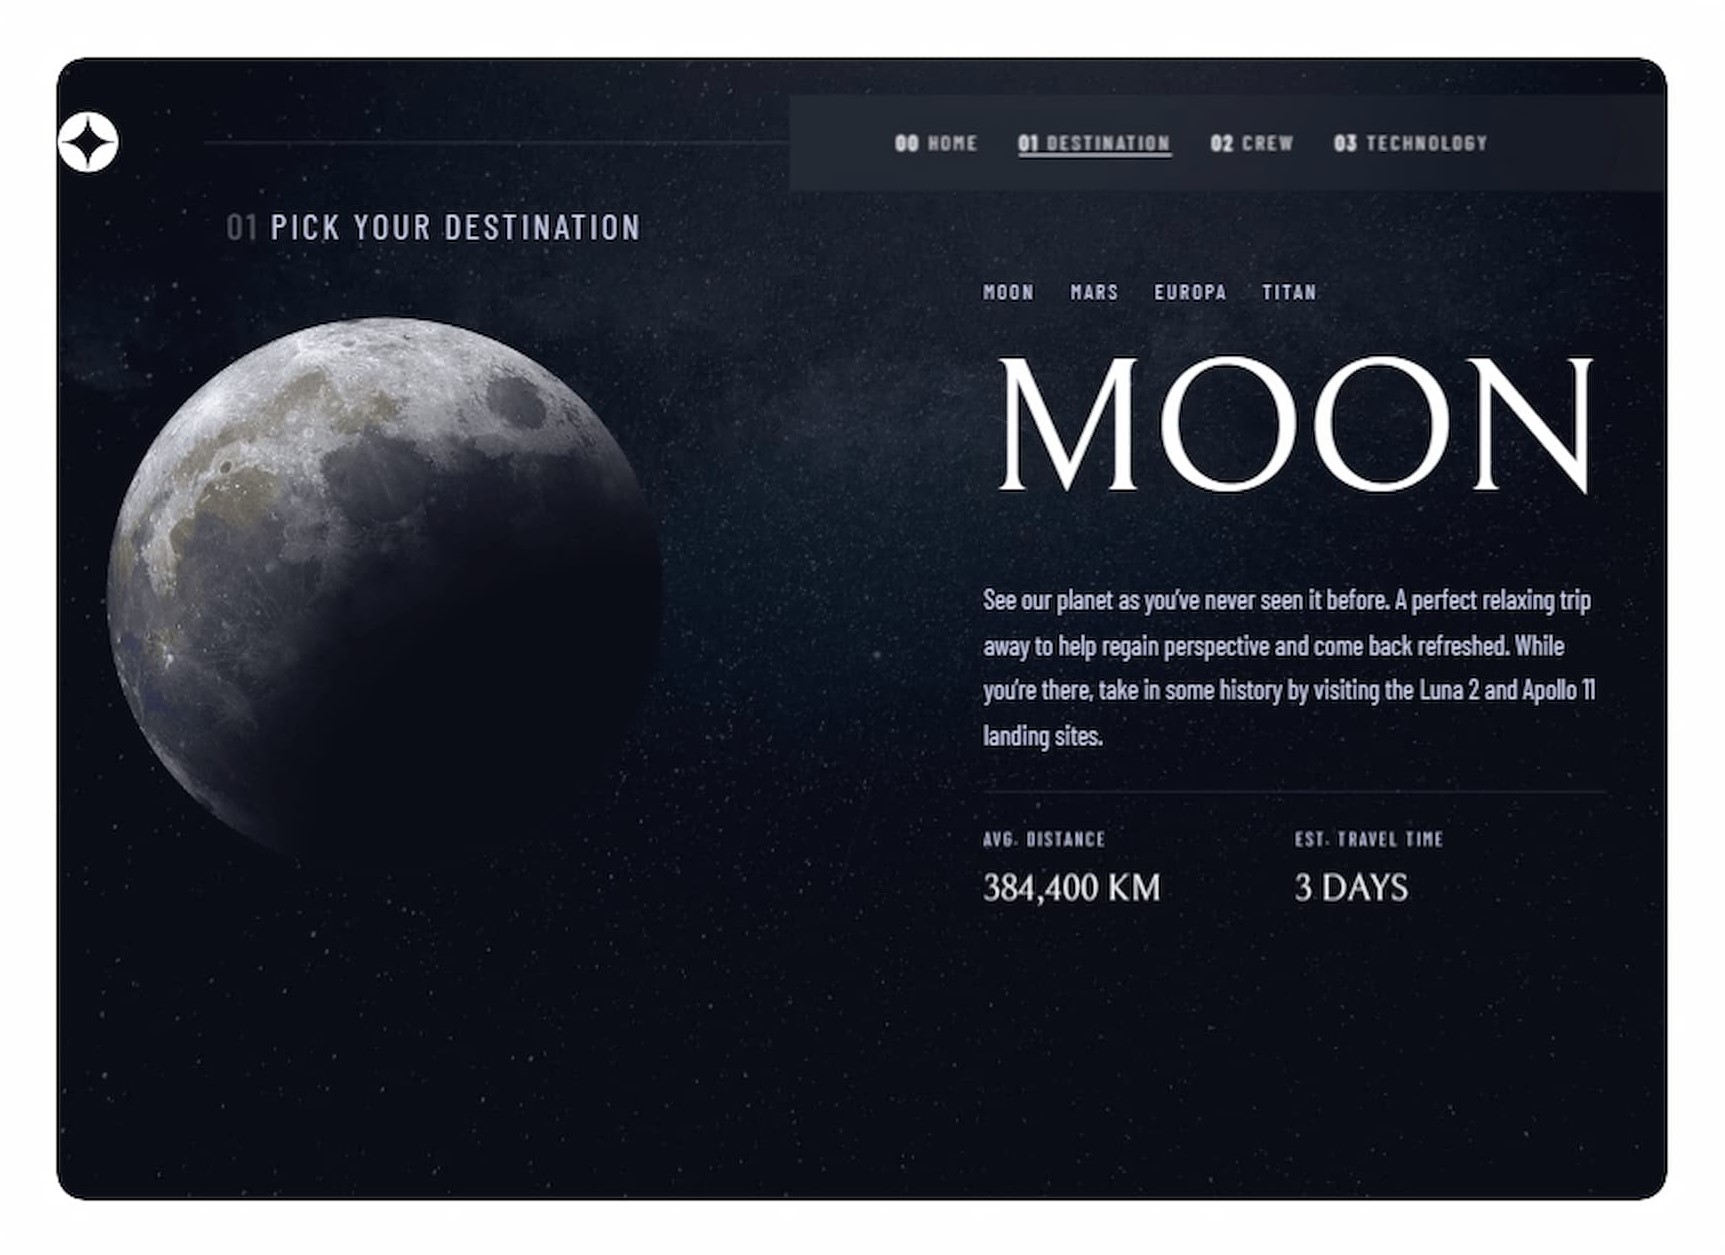 00 HOME 01 DESTINATION 02 CREW 03 TECHNOLOGY
01 PICK YOUR DESTINATION
MOON MARS EUROPA TITAN
MOON
See our planet as you’ve never seen it before. A perfect relaxing trip
away to help regain perspective and come back refreshed. While
you’re there, take in some history by visiting the Luna 2 and Apollo 11
landing sites.
AVG. DISTANCE EST. TRAVEL TIME
384,400 KM 3 DAYS